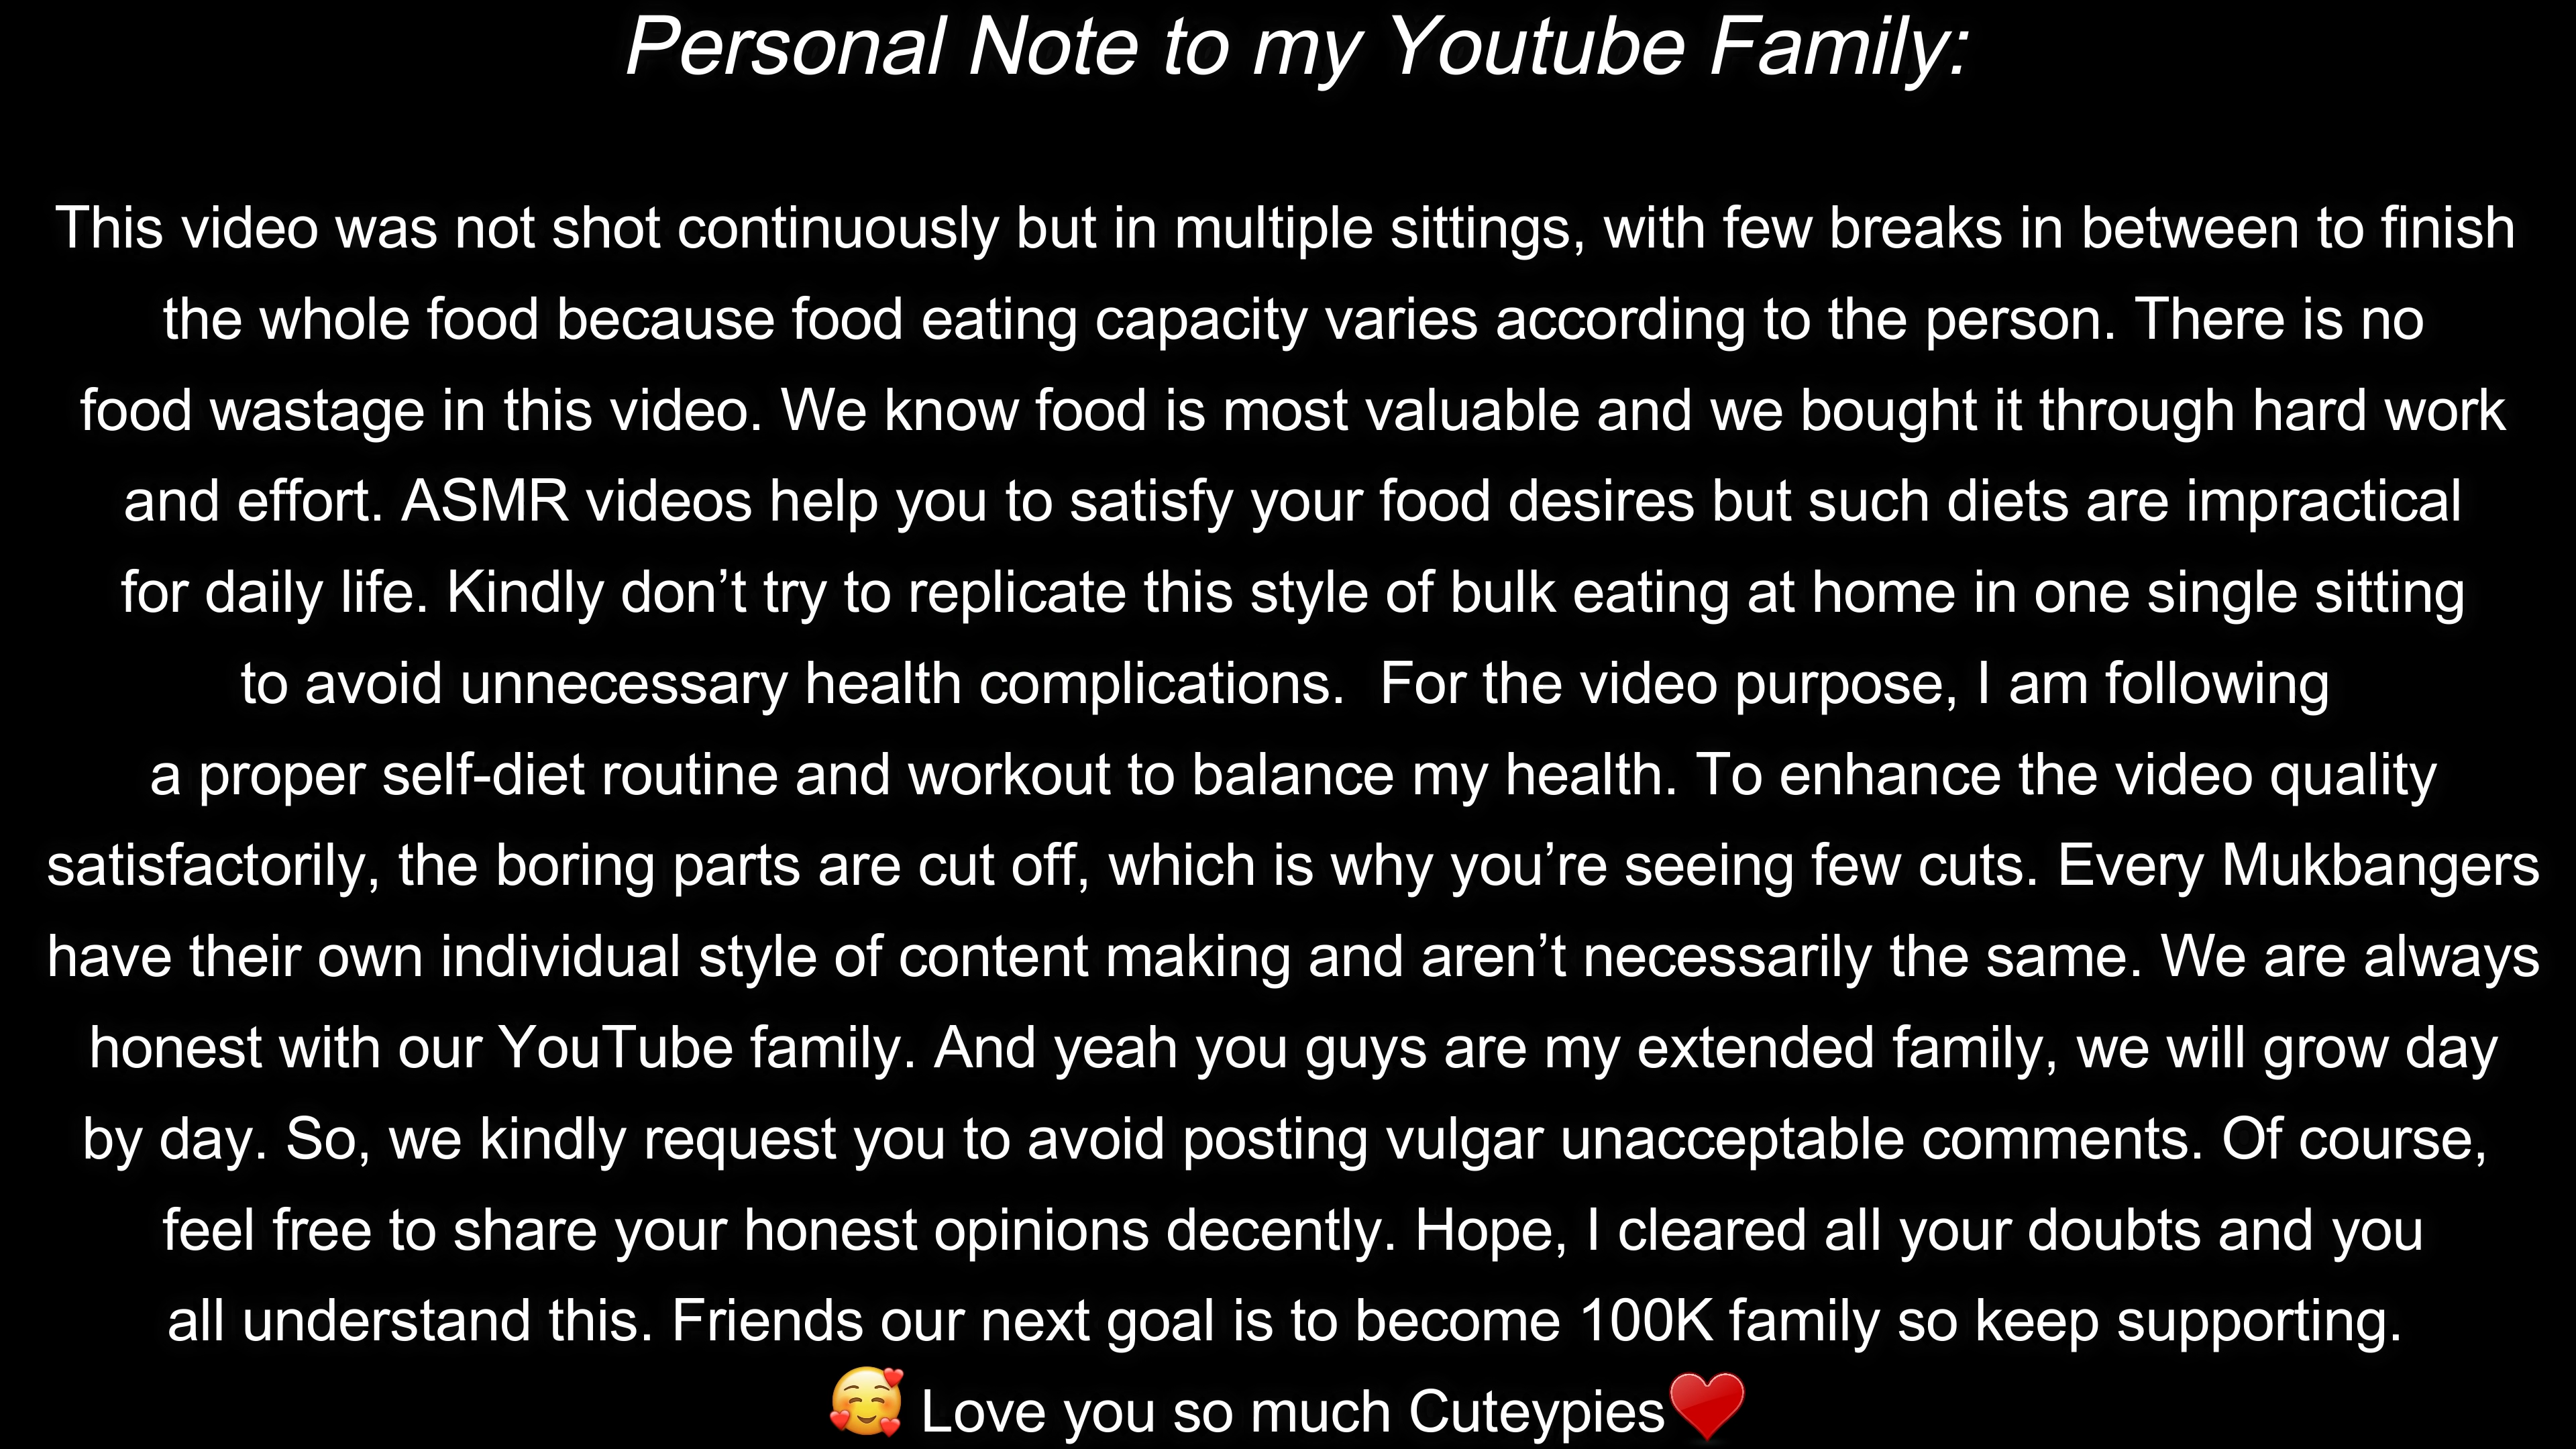 Personal Note to my Youtube Family:
This video was not shot continuously but in multiple sittings, with few breaks in between to finish
the whole food because food eating capacity varies according to the person. There is no
food wastage in this video. We know food is most valuable and we bought it through hard work
and effort. ASMR videos help you to satisfy your food desires but such diets are impractical
for daily life. Kindly don’t try to replicate this style of bulk eating at home in one single sitting
to avoid unnecessary health complications.  For the video purpose, I am following
a proper self-diet routine and workout to balance my health. To enhance the video quality
satisfactorily, the boring parts are cut off, which is why you’re seeing few cuts. Every Mukbangers
have their own individual style of content making and aren’t necessarily the same. We are always
honest with our YouTube family. And yeah you guys are my extended family, we will grow day
by day. So, we kindly request you to avoid posting vulgar unacceptable comments. Of course,
feel free to share your honest opinions decently. Hope, I cleared all your doubts and you
all understand this. Friends our next goal is to become 100K family so keep supporting.
🥰 Love you so much Cuteypies❤️